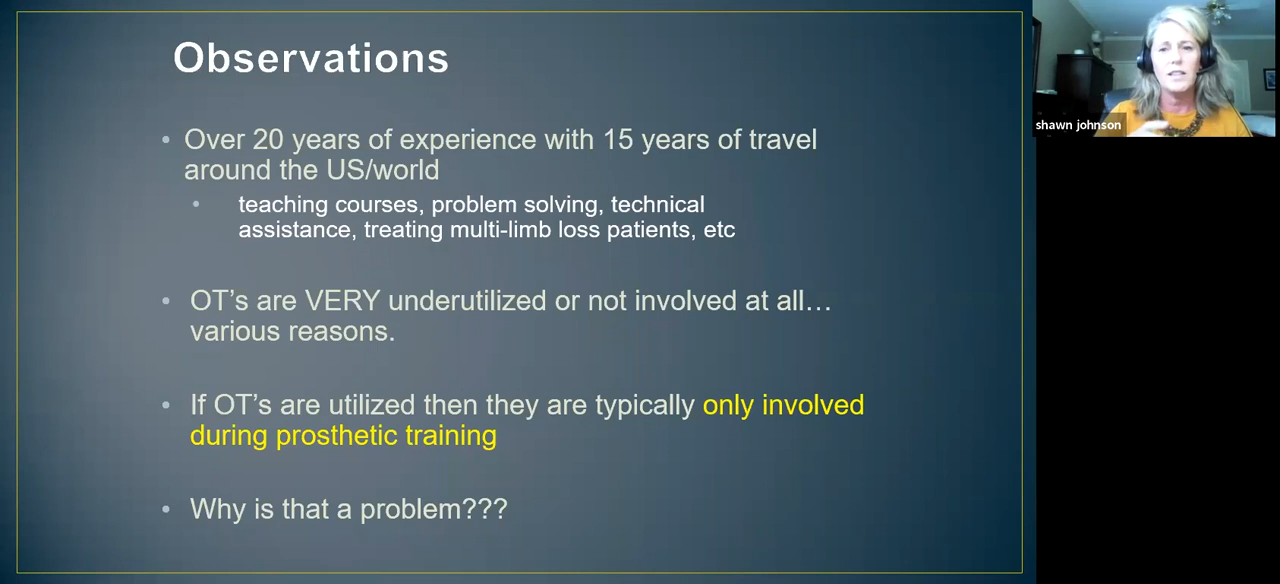 Observations
• Over 20 years of experience with 15 years of travel
around the US/world
• teaching courses, problem solving, technical
assistance, treating multi-limb loss patients, etc
• OT’s are VERY underutilized or not involved at all…
various reasons.
• If OT’s are utilized then they are typically only involved
during prosthetic training
• Why is that a problem???
shawn johnson